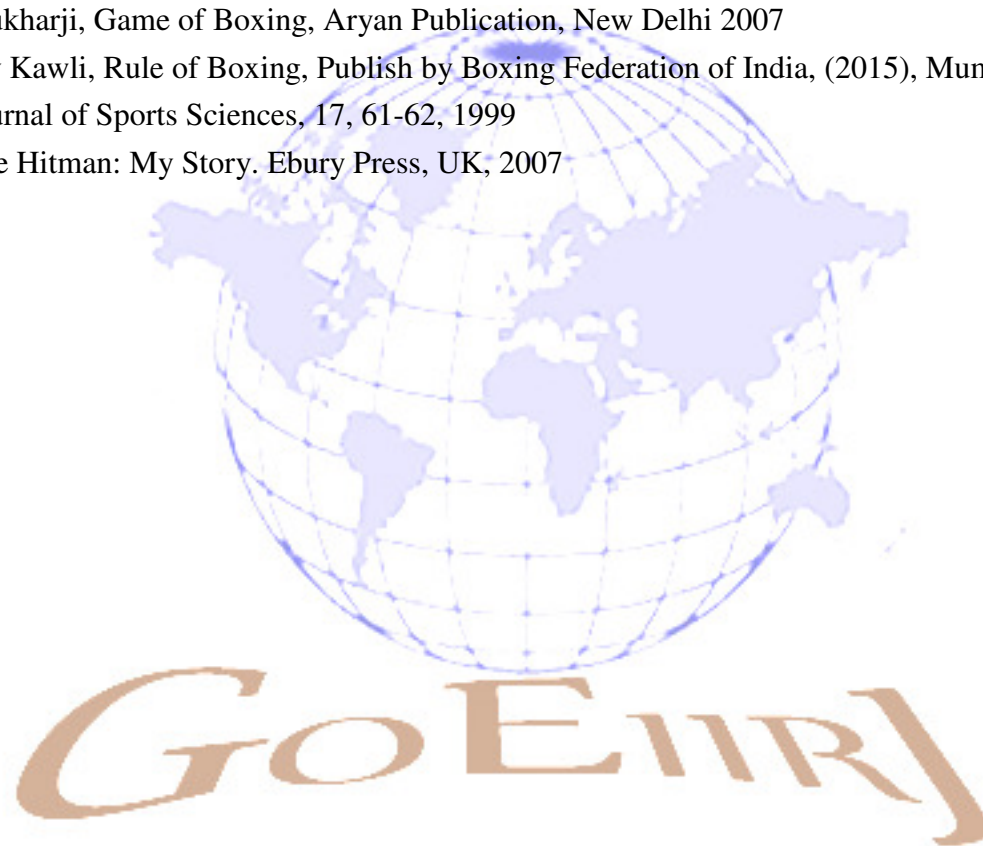 ukharji, Game of Boxing, Aryan Publication, New Delhi 2007
Kawli, Rule of Boxing, Publish by Boxing Federation of India, (2015), Mun
rnal of Sports Sciences, 17, 61-62, 1999
e Hitman: My Story. Ebury Press, UK, 2007
GOEIIRJ